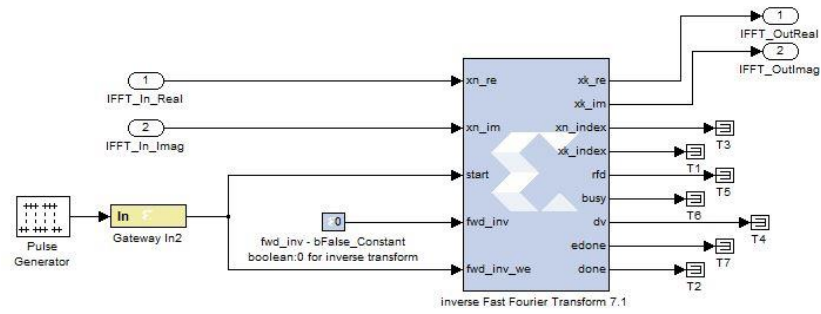 1
IFFT_OutReal
2
IFFT_OutImag
1
IFFT_In_Real
2
IFFT_In_Imag
xn_re
xn_im
start
fwd_inv
fwd_inv_we
xk_re
xk_im
xn_index
xk_index
rfd
busy
dv
edone
done
T3
T1
T5
T6
T4
T7
T2
Pulse
Generator
In
Gateway In2
0
fwd_inv - bFalse_Constant
boolean:0 for inverse transform
inverse Fast Fourier Transform 7.1